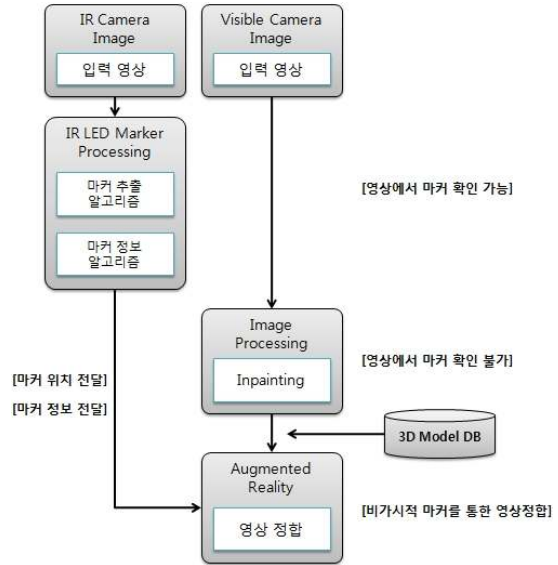 IR Camera
Image
입력 영상
Visible Camera
Image
입력 영상
IR LED Marker
Processing
마커 추출
알고리즘
마커 정보
알고리즘
[영상에서 마커 확인 가능]
Image
Processing
Inpainting
[영상에서 마커 확인 불가]
[마커 위치 전달]
[마커 정보 전달]
3D Model DB
Augmented
Reality
영상 정합
[비가시적 마커를 통한 영상정합]